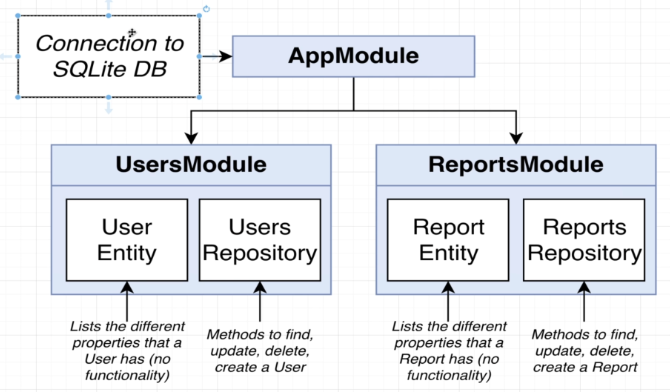 Connection to
SQLite DB
AppModule
UsersModule
User
Entity
Users
Repository
ReportsModule
Report
Entity
Reports
Repository
Lists the different
properties that a
User has (no
functionality)
Methods to find,
update, delete,
create a User
Lists the different
properties that a
Report has (no
functionality)
Methods to find,
update, delete,
create a Report